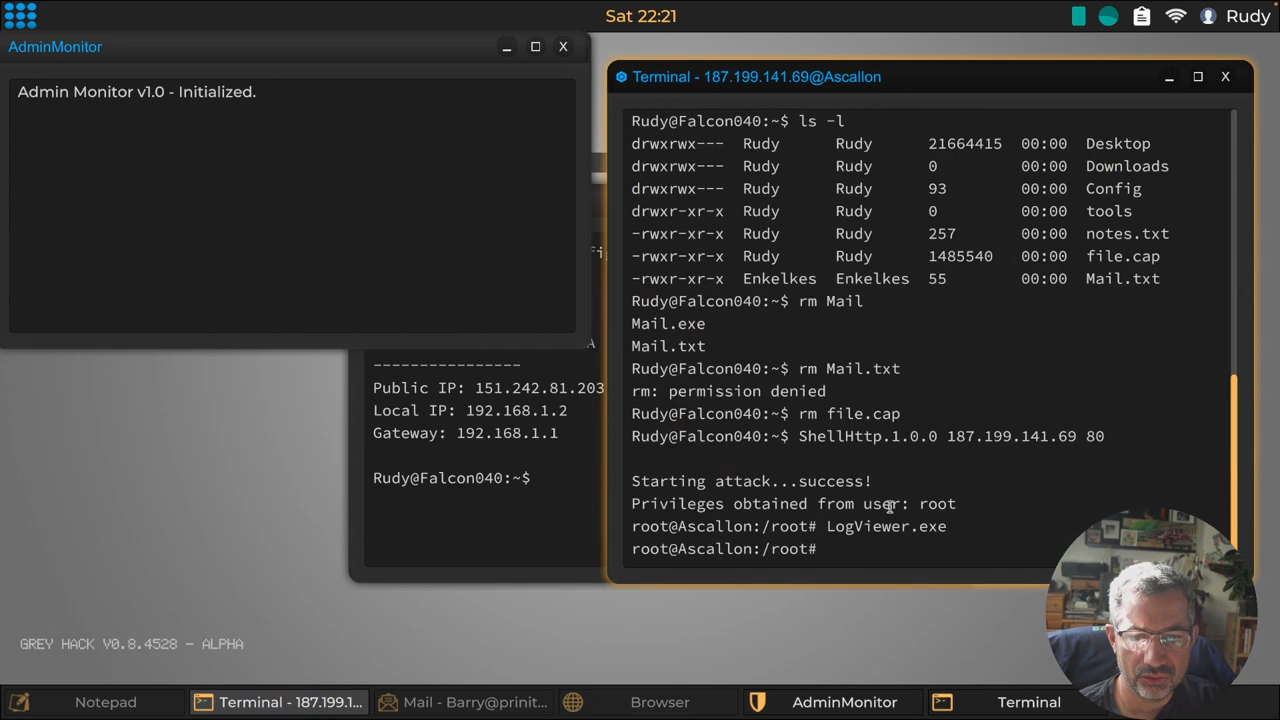 Sat 22:21
Rudy
AdminMonitor
Admin Monitor v1.0 - Initialized.
Terminal - 187.199.141.69@Ascallon
Rudy@Falcon040:~$ ls -l
drwxrwx--- Rudy Rudy 21664415 00:00 Desktop
drwxrwx--- Rudy Rudy 0 00:00 Downloads
drwxrwx--- Rudy Rudy 93 00:00 Config
drwxr-xr-x Rudy Rudy 0 00:00 tools
-rwxr-xr-x Rudy Rudy 257 00:00 notes.txt
-rwxr-xr-x Rudy Rudy 1485540 00:00 file.cap
-rwxr-xr-x Enkelkes Enkelkes 55 00:00 Mail.txt
Rudy@Falcon040:~$ rm Mail
Mail.exe
Mail.txt
Rudy@Falcon040:~$ rm Mail.txt
rm: permission denied
Rudy@Falcon040:~$ rm file.cap
Rudy@Falcon040:~$ ShellHttp.1.0.0 187.199.141.69 80
Starting attack...success!
Privileges obtained from user: root
root@Ascallon:/root# LogViewer.exe
root@Ascallon:/root#
----------------
Public IP: 151.242.81.203
Local IP: 192.168.1.2
Gateway: 192.168.1.1
Rudy@Falcon040:~$
GREY HACK V0.8.4528 - ALPHA
Notepad
Terminal - 187.199.1...
Mail - Barry@prinit...
Browser
AdminMonitor
Terminal